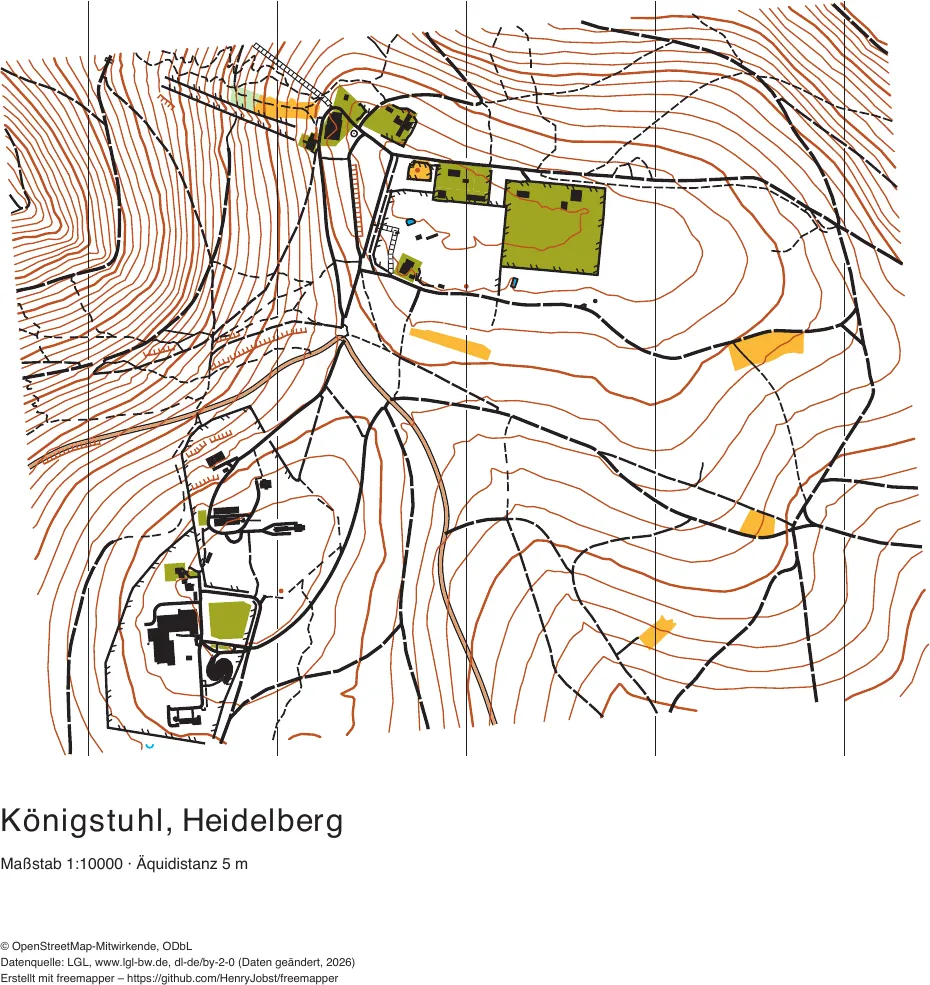 Königstuhl, Heidelberg
Maßstab 1:10000 · Äquidistanz 5 m
© OpenStreetMap-Mitwirkende, ODbL
Datenquelle: LGL, www.lgl-bw.de, dl-de/by-2-0 (Daten geändert, 2026)
Erstellt mit freemapper – https://github.com/HenryJobst/freemapper